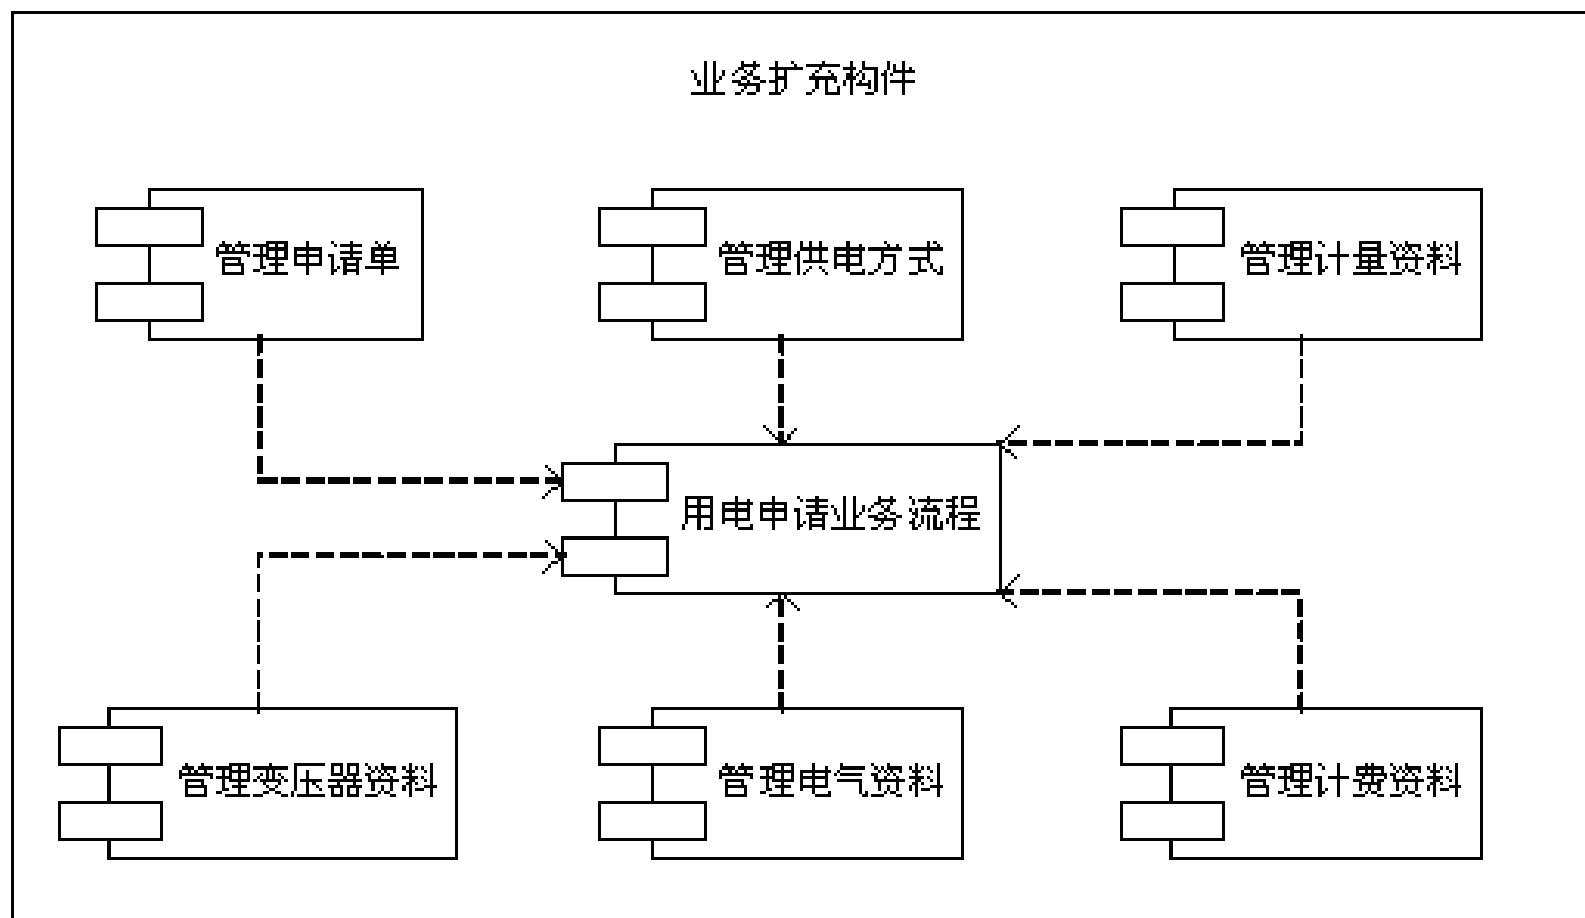 业务扩充构件
管理申请单
管理供电方式
管理计量资料
用电申请业务流程
管理变压器资料
管理电气资料
管理计费资料